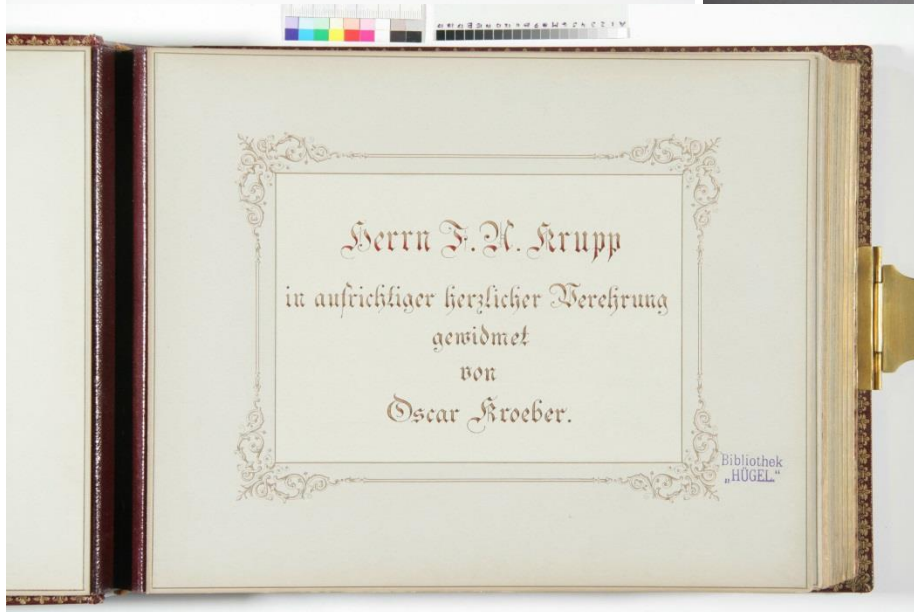 Herrn F. A. Krupp
in aufrichtiger herzlicher Verehrung
gewidmet
von
Oscar Kroeber.
Bibliothek
„HÜGEL“